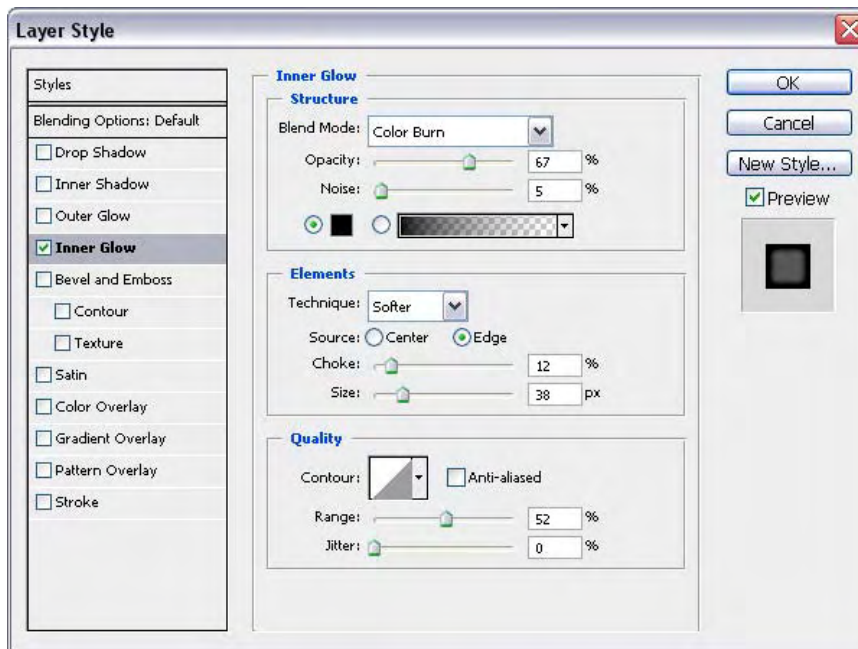 Layer Style
Styles
Blending Options: Default
Drop Shadow
Inner Shadow
Outer Glow
Inner Glow
Bevel and Emboss
Contour
Texture
Satin
Color Overlay
Gradient Overlay
Pattern Overlay
Stroke
Inner Glow
Structure
Blend Mode: Color Burn
Opacity: 67 %
Noise: 5 %
Elements
Technique: Softer
Source: Center Edge
Choke: 12 %
Size: 38 px
Quality
Contour: Anti-aliased
Range: 52 %
Jitter: 0 %
OK
Cancel
New Style...
Preview